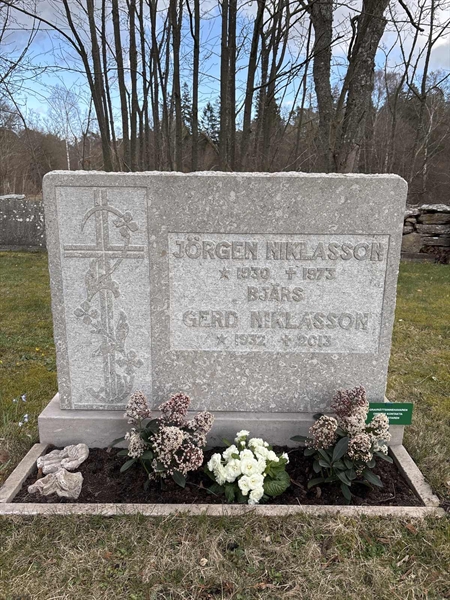 JÖRGEN NIKLASSON
★ 1930 ✝ 1973
BJÄRS
GERD NIKLASSON
★ 1932 ✝ 2013